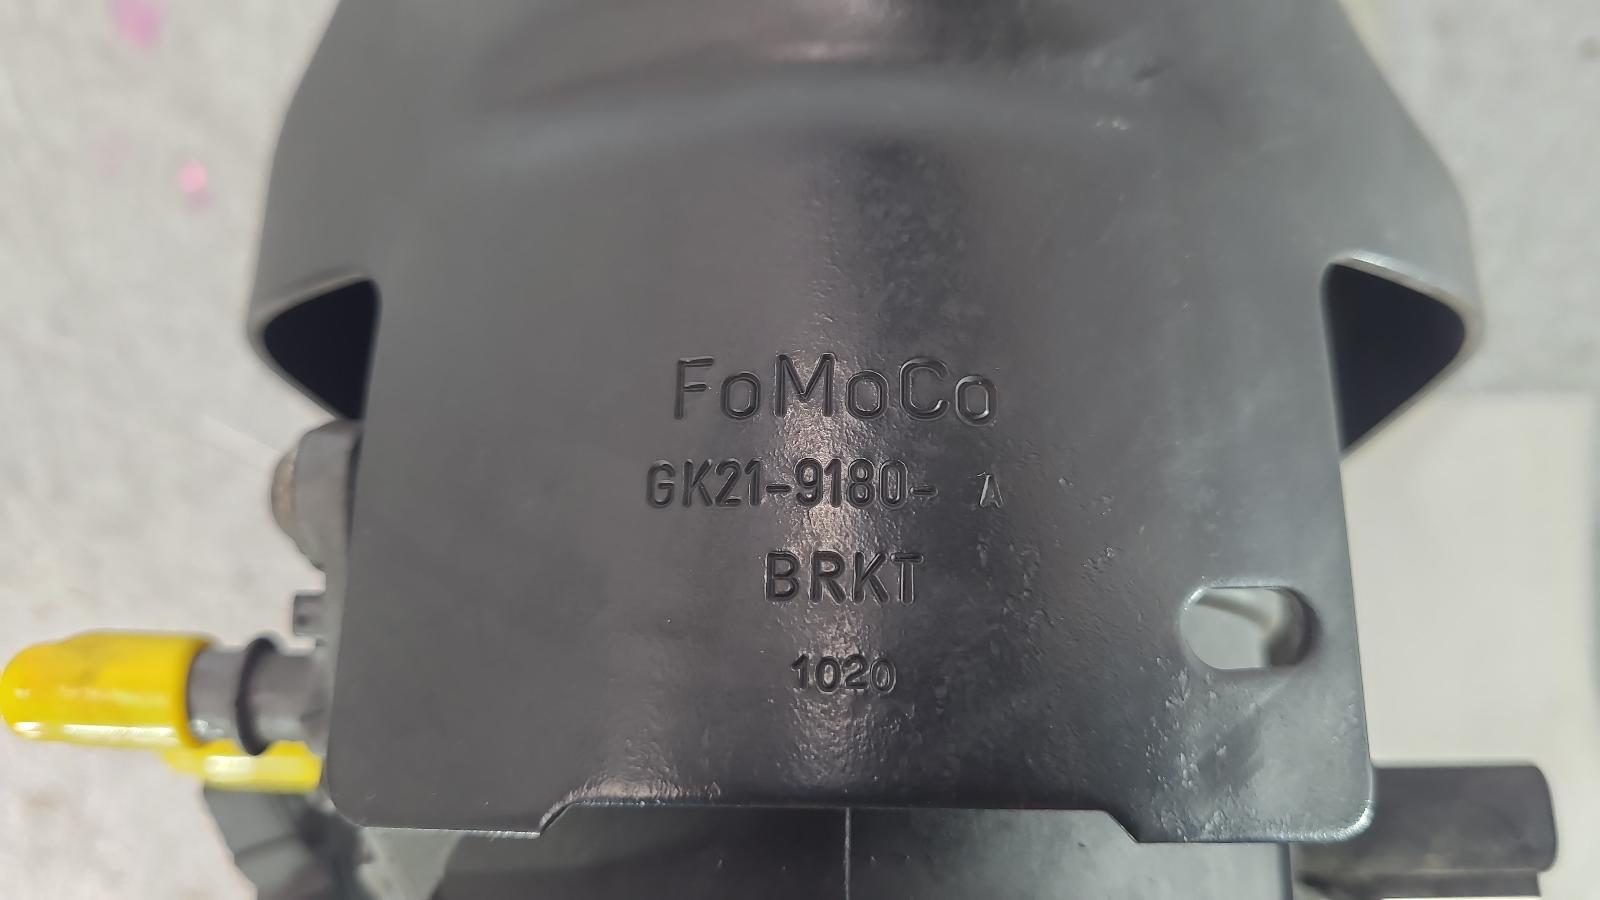 FoMoCo
GK21-9180- A
BRKT
1020